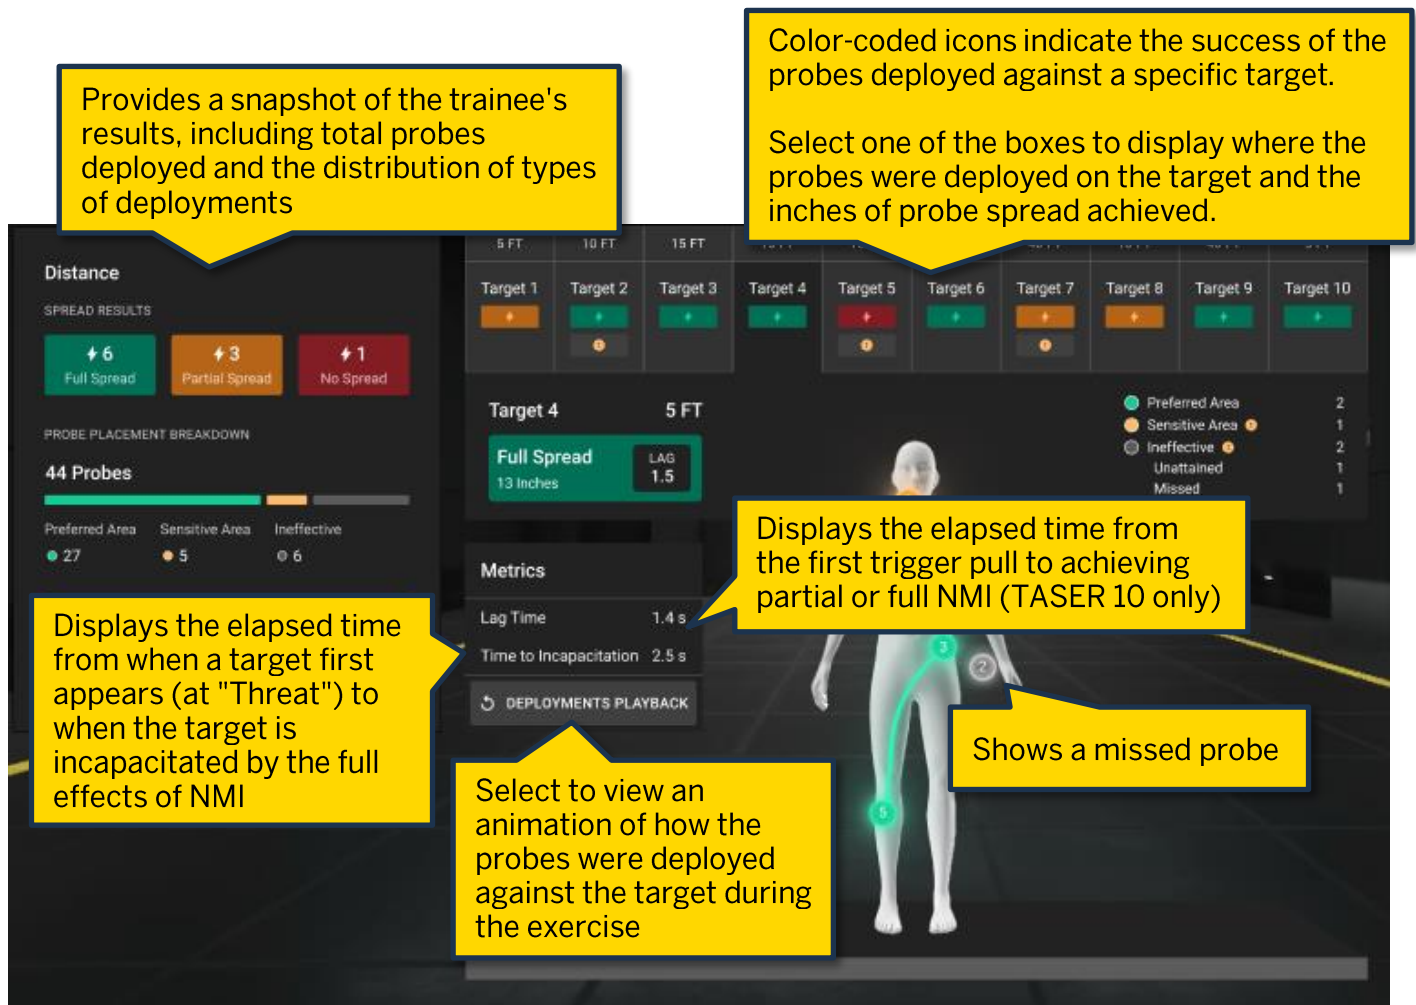 Color-coded icons indicate the success of the
probes deployed against a specific target.
Select one of the boxes to display where the
probes were deployed on the target and the
inches of probe spread achieved.
Provides a snapshot of the trainee's
results, including total probes
deployed and the distribution of types
of deployments
Distance
SPREAD RESULTS
6
Full Spread
3
Partial Spread
1
No Spread
PROBE PLACEMENT BREAKDOWN
44 Probes
Preferred Area Sensitive Area Ineffective
27 5 6
5 FT 10 FT 15 FT
Target 1 Target 2 Target 3 Target 4 Target 5 Target 6 Target 7 Target 8 Target 9 Target 10
Target 4 5 FT
Full Spread
13 Inches
LAG
1.5
Preferred Area 2
Sensitive Area 1
Ineffective 2
Unattained 1
Missed 1
Displays the elapsed time from
the first trigger pull to achieving
partial or full NMI (TASER 10 only)
Metrics
Lag Time 1.4 s
Time to Incapacitation 2.5 s
DEPLOYMENTS PLAYBACK
Displays the elapsed time
from when a target first
appears (at "Threat") to
when the target is
incapacitated by the full
effects of NMI
3
2
5
Shows a missed probe
Select to view an
animation of how the
probes were deployed
against the target during
the exercise